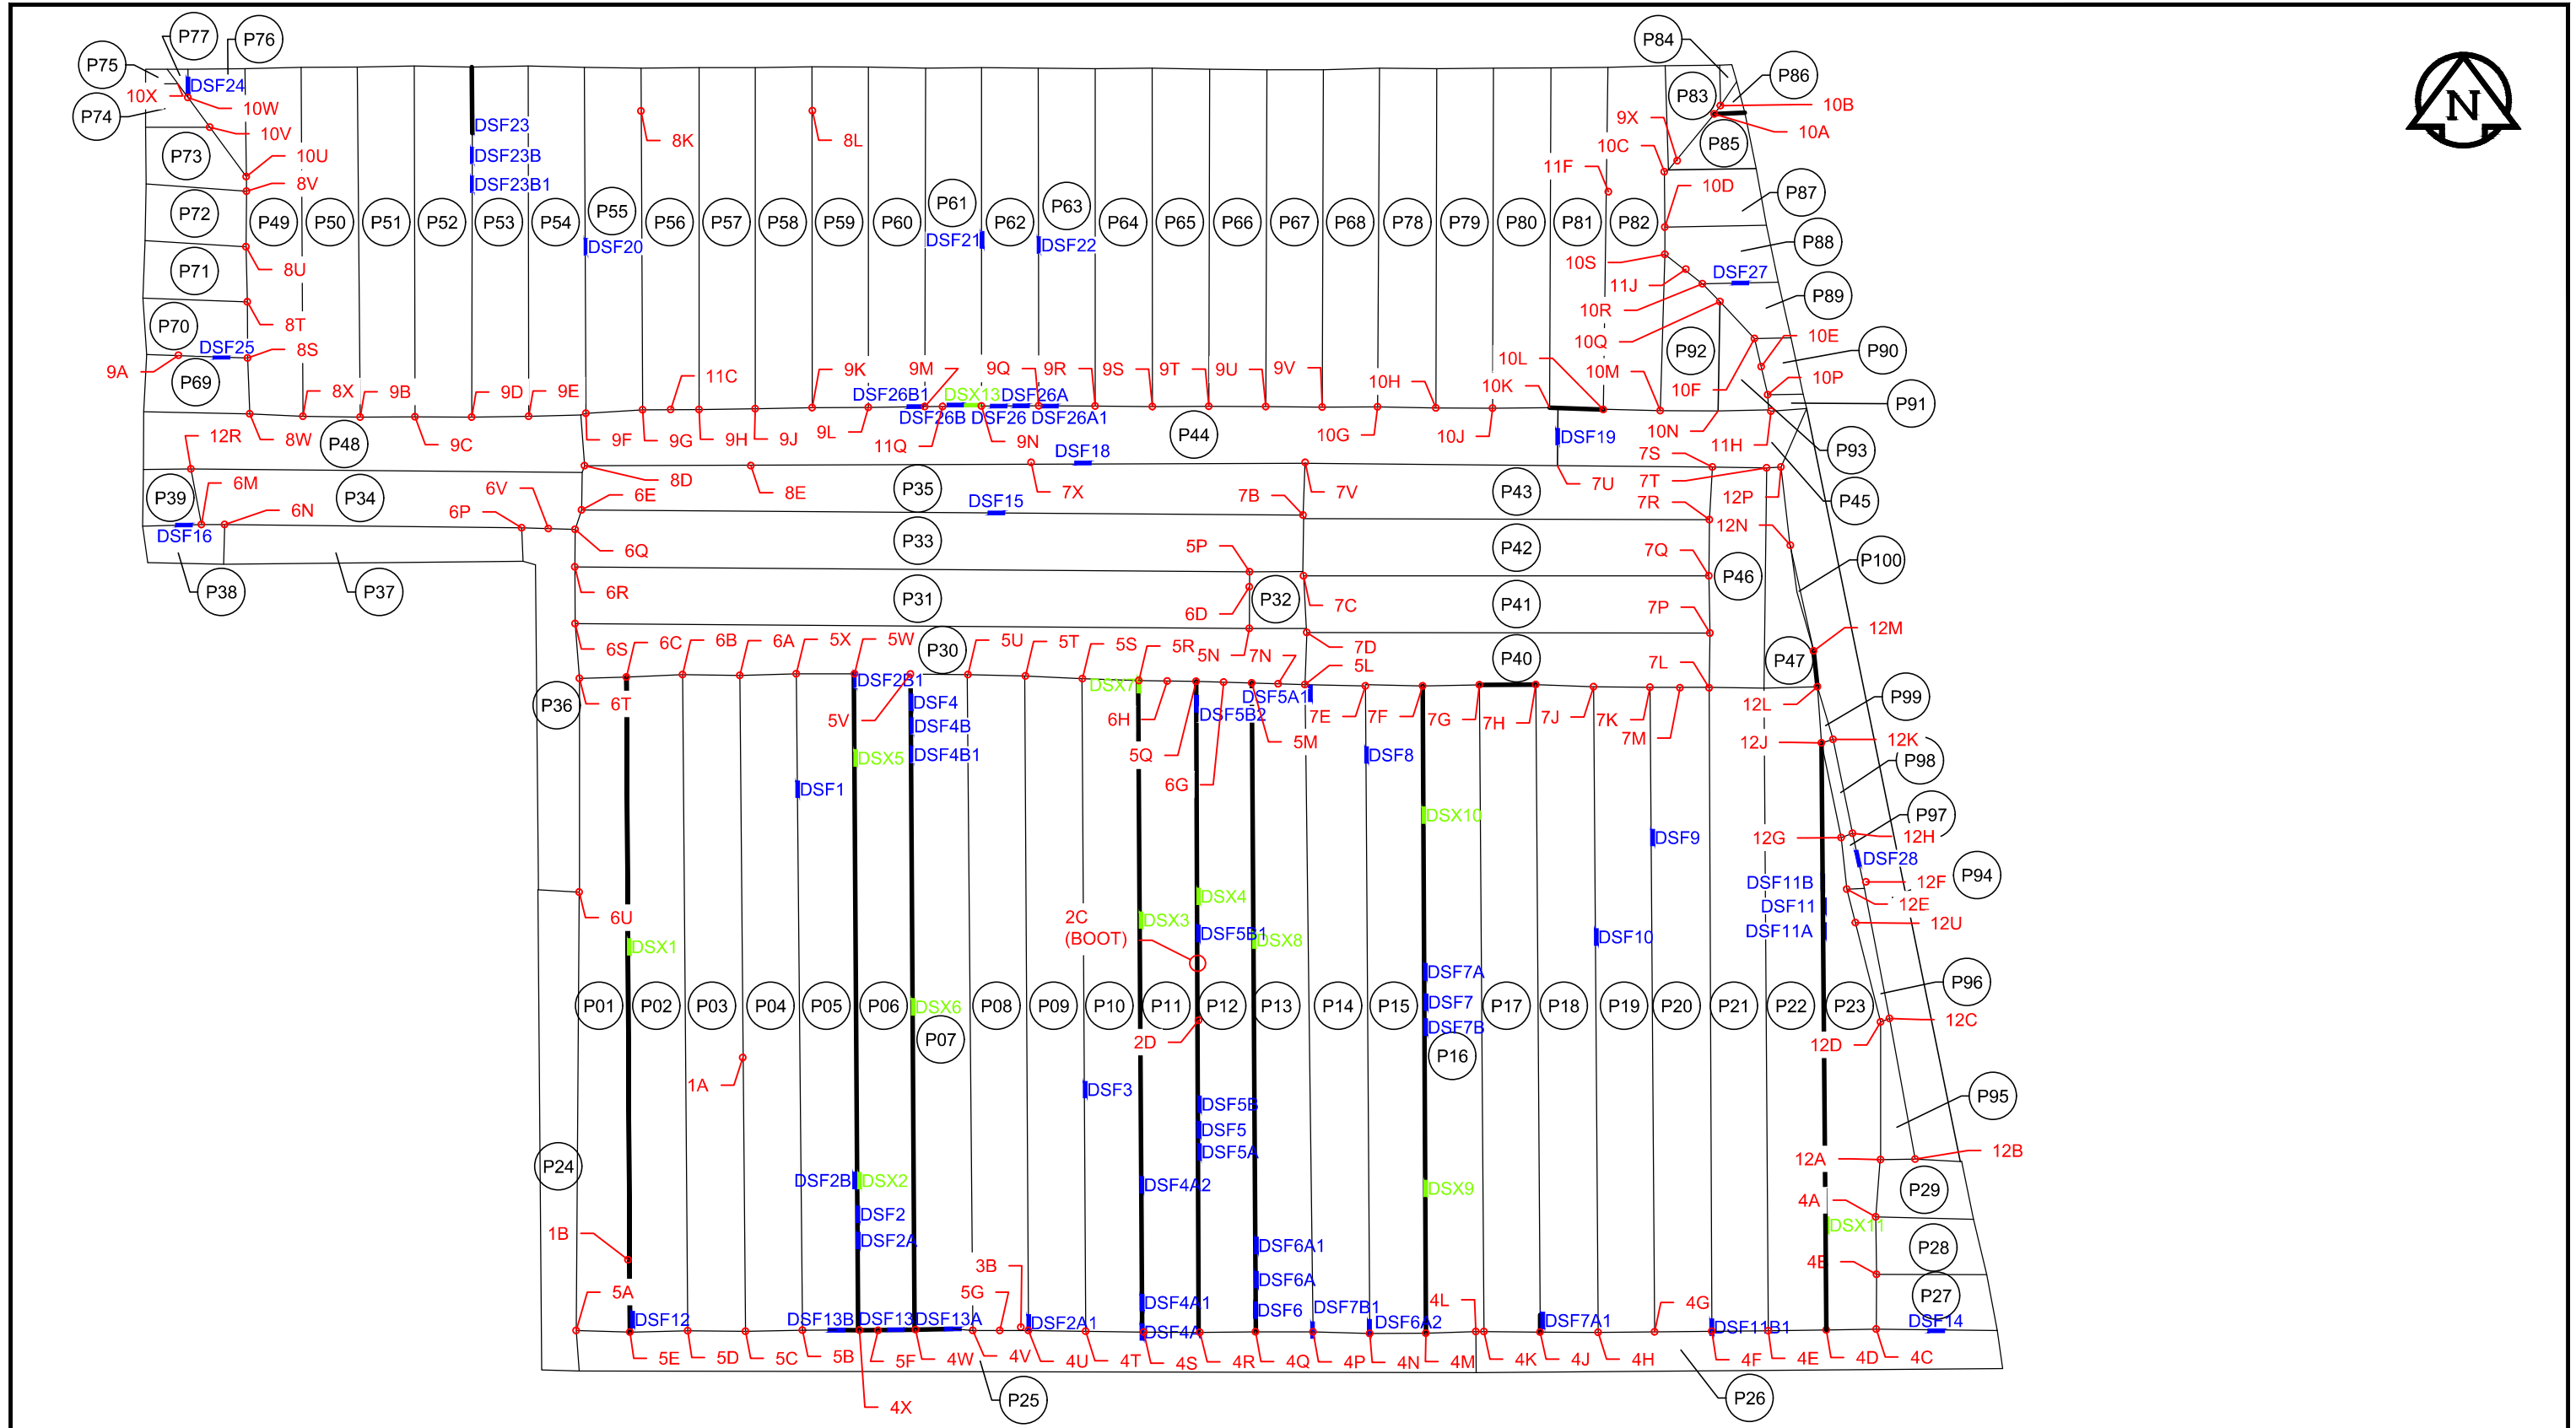 P77
P76
P84
P75
DSF24
P83
P86
10X
10W
10B
N
P74
10V
DSF23
8K
8L
9X
10A
P73
10U
DSF23B
10C
P85
8V
DSF23B1
11F
10D
P87
P72
P49
P50
P51
P52
P53
P54
P55
P56
P57
P58
P59
P60
P61
P62
P63
P64
P65
P66
P67
P68
P78
P79
P80
P81
P82
DSF20
DSF21
DSF22
P88
P71
8U
10S
DSF27
11J
P89
P70
8T
10R
10E
DSF25
8S
10Q
P92
P90
9A
P69
11C
9K
9M
9Q
9R
9S
9T
9U
9V
10L
10M
10H
10K
10F
10P
8X
9B
9D
9E
DSF26B1
DSX13
DSF26A
P91
DSF26B
DSF26
DSF26A1
12R
8W
P48
9C
9F
9G
9H
9J
9L
11Q
9N
P44
10G
10J
DSF19
10N
11H
P93
DSF18
7S
P39
6M
P34
6V
8D
8E
P35
7X
7V
P43
7U
7T
12P
6N
6P
6E
DSF15
7B
7R
P45
DSF16
12N
6Q
P33
5P
P42
7Q
P46
P100
P38
P37
6R
P31
6D
P32
7C
P41
7P
6S
6C
6B
6A
5X
5W
P30
5U
5T
5S
5R
5N
7N
7D
5L
P40
7L
12M
P47
P36
6T
DSF2B1
DSX7
DSF5A1
5V
DSF4
6H
DSF5B2
7E
7F
7G
7H
7J
7K
7M
12L
P99
DSF4B
5Q
5M
12J
12K
DSX5
DSF4B1
6G
DSF8
P98
DSF1
DSX10
P97
DSF9
12G
12H
DSF28
DSF11B
12F
P94
6U
2C
(BOOT)
DSX3
DSX4
DSF11
12E
12U
DSX1
DSF5B1
DSX8
DSF10
DSF11A
P01
P02
P03
P04
P05
P06
DSX6
P08
P09
P10
P11
P12
P13
P14
P15
DSF7A
DSF7
DSF7B
P17
P18
P19
P20
P21
P22
P23
P96
P07
2D
P16
12C
12D
1A
DSF3
DSF5B
P95
DSF5
DSF5A
P24
DSF2B
DSX2
DSF4A2
DSX9
12A
12B
DSF2
4A
P29
1B
DSF2A
DSF6A1
DSX11
P28
3B
4B
5A
5G
DSF6A
P27
DSF12
DSF13B
DSF13
DSF13A
DSF2A1
DSF4A1
DSF6
DSF7B1
DSF6A2
4L
DSF7A1
4G
DSF11B1
DSF14
DSF4A
5E
5D
5C
5B
5F
4W
4V
4U
4T
4S
4R
4Q
4P
4N
4M
4K
4J
4H
4F
4E
4D
4C
4X
P25
P26